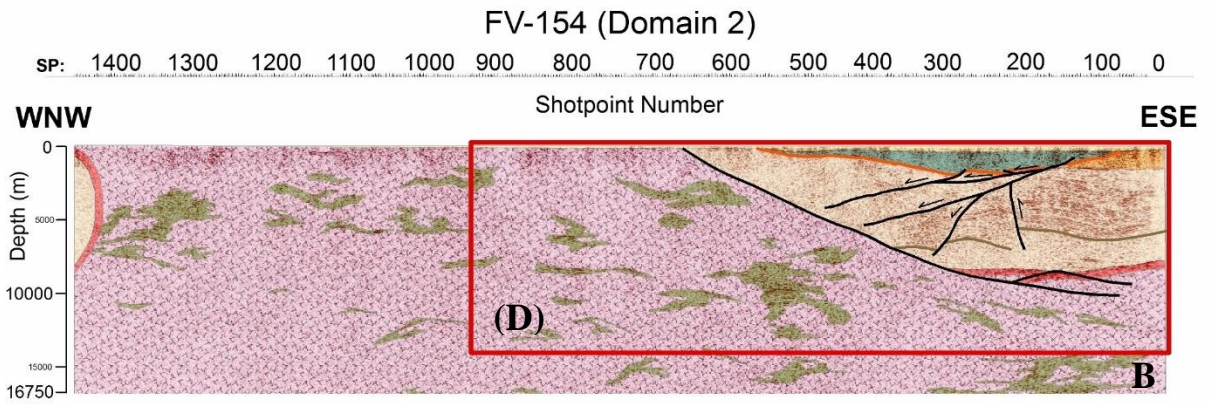 FV-154 (Domain 2)
SP: 1400 1300 1200 1100 1000 900 800 700 600 500 400 300 200 100 0
Shotpoint Number
WNW ESE
Depth (m)
0
5000
10000
15000
16750
(D)
B